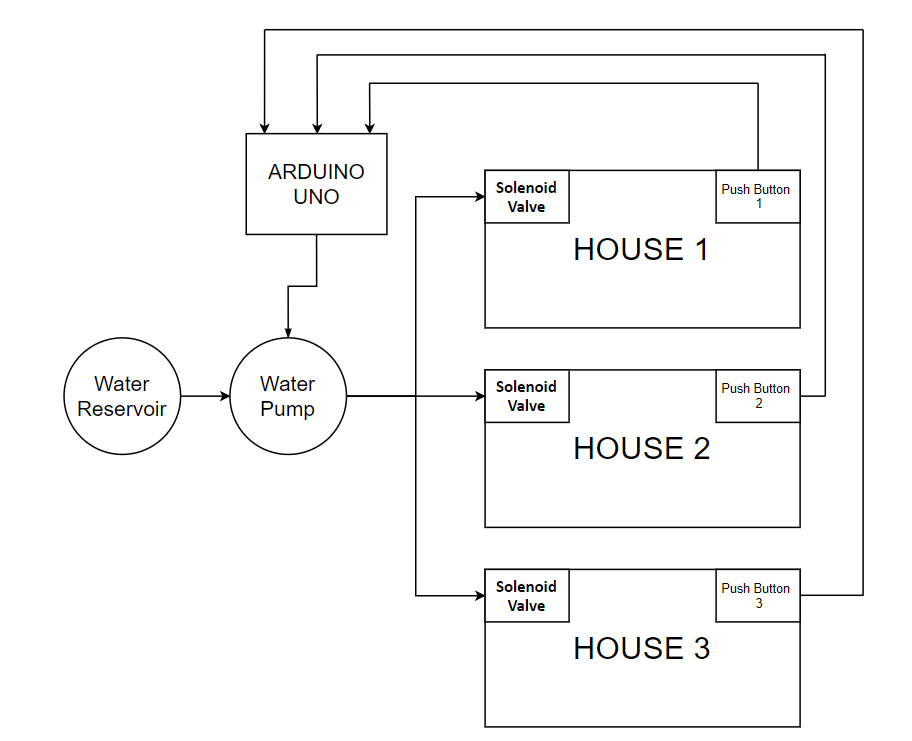 ARDUINO
UNO
Solenoid
Valve
Push Button
1
HOUSE 1
Water
Reservoir
Water
Pump
Solenoid
Valve
Push Button
2
HOUSE 2
Solenoid
Valve
Push Button
3
HOUSE 3